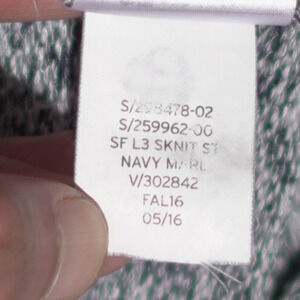 S/298478-02
S/259962-00
SF L3 SKNIT ST
NAVY MARL
V/302842
FAL16
05/16